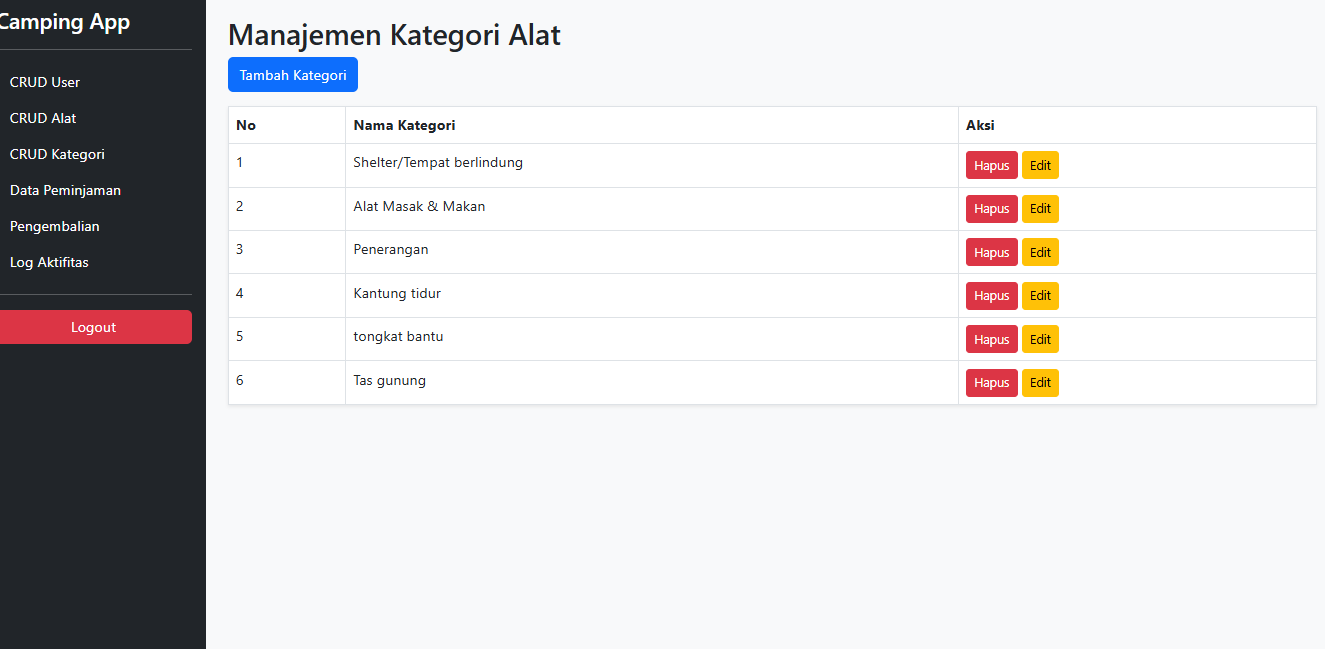 Camping App
CRUD User
CRUD Alat
CRUD Kategori
Data Peminjaman
Pengembalian
Log Aktifitas
Logout
Manajemen Kategori Alat
Tambah Kategori
No Nama Kategori Aksi
1 Shelter/Tempat berlindung Hapus Edit
2 Alat Masak & Makan Hapus Edit
3 Penerangan Hapus Edit
4 Kantung tidur Hapus Edit
5 tongkat bantu Hapus Edit
6 Tas gunung Hapus Edit